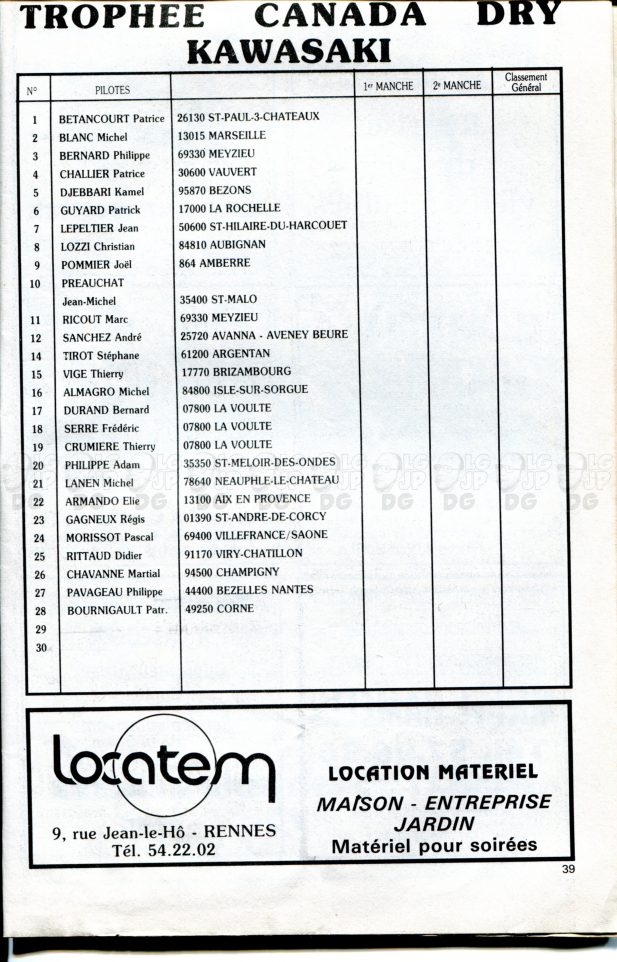 TROPHEE CANADA DRY
KAWASAKI
N° PILOTES 1er MANCHE 2e MANCHE Classement Général
1 BETANCOURT Patrice 26130 ST-PAUL-3-CHATEAUX
2 BLANC Michel 13015 MARSEILLE
3 BERNARD Philippe 69330 MEYZIEU
4 CHALLIER Patrice 30600 VAUVERT
5 DJEBBARI Kamel 95870 BEZONS
6 GUYARD Patrick 17000 LA ROCHELLE
7 LEPELTIER Jean 50600 ST-HILAIRE-DU-HARCOUET
8 LOZZI Christian 84810 AUBIGNAN
9 POMMIER Joël 864 AMBERRE
10 PREAUCHAT
Jean-Michel 35400 ST-MALO
11 RICOUT Marc 69330 MEYZIEU
12 SANCHEZ André 25720 AVANNA - AVENEY BEURE
14 TIROT Stéphane 61200 ARGENTAN
15 VIGE Thierry 17770 BRIZAMBOURG
16 ALMAGRO Michel 84800 ISLE-SUR-SORGUE
17 DURAND Bernard 07800 LA VOULTE
18 SERRE Frédéric 07800 LA VOULTE
19 CRUMIERE Thierry 07800 LA VOULTE
20 PHILIPPE Adam 35350 ST-MELOIR-DES-ONDES
21 LANEN Michel 78640 NEAUPHLE-LE-CHATEAU
22 ARMANDO Elie 13100 AIX EN PROVENCE
23 GAGNEUX Régis 01390 ST-ANDRE-DE-CORCY
24 MORISSOT Pascal 69400 VILLEFRANCE/SAONE
25 RITTAUD Didier 91170 VIRY-CHATILLON
26 CHAVANNE Martial 94500 CHAMPIGNY
27 PAVAGEAU Philippe 44400 BEZELLES NANTES
28 BOURNIGAULT Patr. 49250 CORNE
29
30
locatem
9, rue Jean-le-Hô - RENNES
Tél. 54.22.02
LOCATION MATERIEL
MAISON - ENTREPRISE
JARDIN
Matériel pour soirées
39